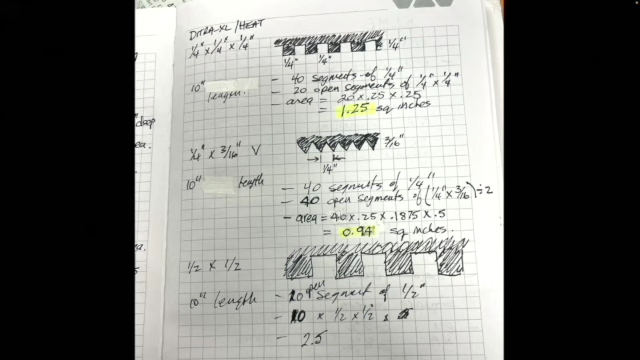 DITRA-XL/HEAT
1/4" x 1/4" x 1/4"
1/4" 1/4" 1/4"
10" length
- 40 segments of 1/4"
- 20 open segments of 1/4" x 1/4"
- area = 20 x .25 x .25
= 1.25 sq inches
1/4" x 3/16" V
3/16"
1/4"
10" length
- 40 segments of 1/4"
- 40 open segments of (1/4" x 3/16") ÷ 2
- area = 40 x .25 x .1875 x .5
= 0.94 sq inches.
1/2 x 1/2
10" length - 10 open segment of 1/2"
- 10 x 1/2 x 1/2
- 2.5